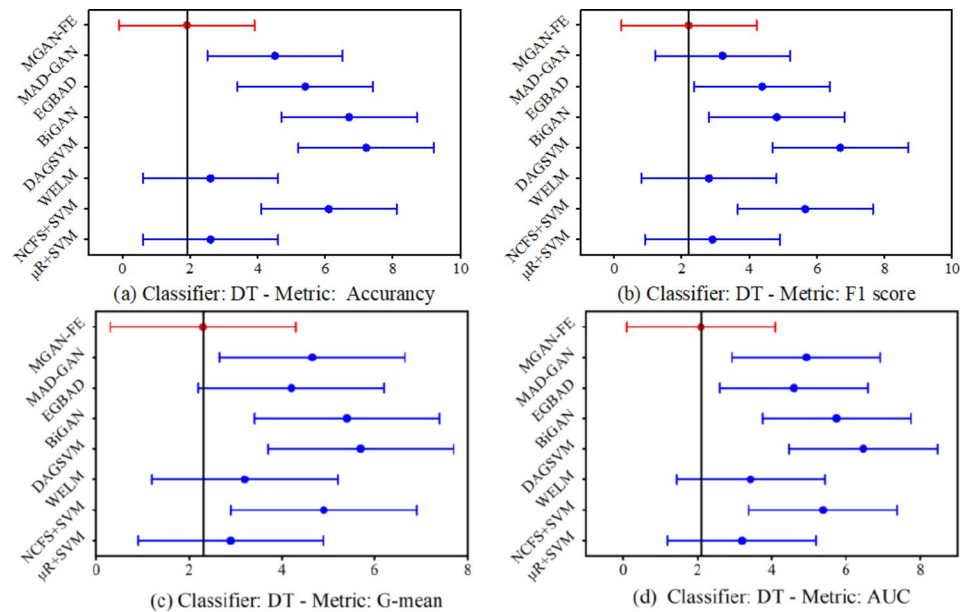 MGAN-FE
MAD-GAN
EGBAD
BiGAN
DAGSVM
WELM
NCFS+SVM
μR+SVM
0 2 4 6 8 10
(a) Classifier: DT - Metric: Accurancy
MGAN-FE
MAD-GAN
EGBAD
BiGAN
DAGSVM
WELM
NCFS+SVM
μR+SVM
0 2 4 6 8 10
(b) Classifier: DT - Metric: F1 score
MGAN-FE
MAD-GAN
EGBAD
BiGAN
DAGSVM
WELM
NCFS+SVM
μR+SVM
0 2 4 6 8
(c) Classifier: DT - Metric: G-mean
MGAN-FE
MAD-GAN
EGBAD
BiGAN
DAGSVM
WELM
NCFS+SVM
μR+SVM
0 2 4 6 8
(d) Classifier: DT - Metric: AUC